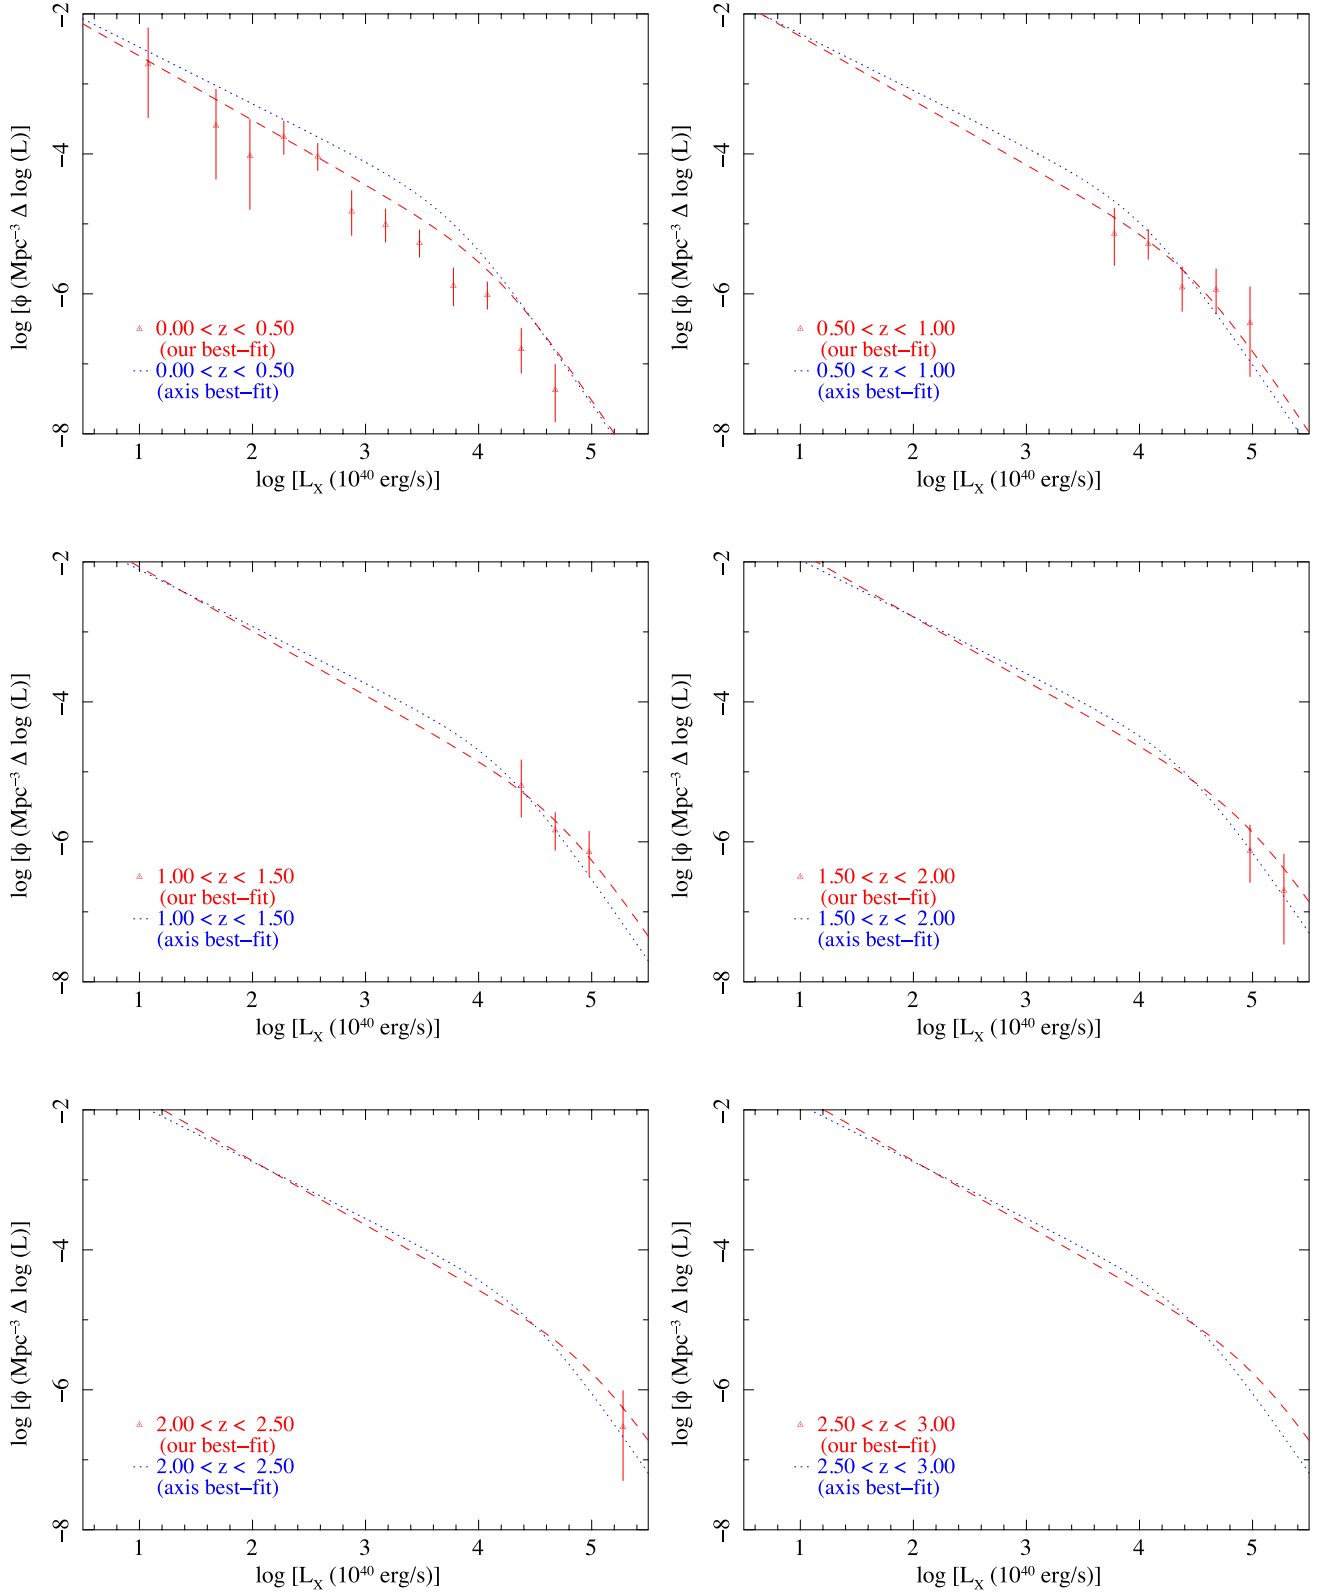 −2
−4
−6
−8
log [ϕ (Mpc⁻³ Δ log (L)]
0.00 < z < 0.50
(our best−fit)
0.00 < z < 0.50
(axis best−fit)
1 2 3 4 5
log [L_X (10⁴⁰ erg/s)]
−2
−4
−6
−8
log [ϕ (Mpc⁻³ Δ log (L)]
0.50 < z < 1.00
(our best−fit)
0.50 < z < 1.00
(axis best−fit)
1 2 3 4 5
log [L_X (10⁴⁰ erg/s)]
−2
−4
−6
−8
log [ϕ (Mpc⁻³ Δ log (L)]
1.00 < z < 1.50
(our best−fit)
1.00 < z < 1.50
(axis best−fit)
1 2 3 4 5
log [L_X (10⁴⁰ erg/s)]
−2
−4
−6
−8
log [ϕ (Mpc⁻³ Δ log (L)]
1.50 < z < 2.00
(our best−fit)
1.50 < z < 2.00
(axis best−fit)
1 2 3 4 5
log [L_X (10⁴⁰ erg/s)]
−2
−4
−6
−8
log [ϕ (Mpc⁻³ Δ log (L)]
2.00 < z < 2.50
(our best−fit)
2.00 < z < 2.50
(axis best−fit)
1 2 3 4 5
log [L_X (10⁴⁰ erg/s)]
−2
−4
−6
−8
log [ϕ (Mpc⁻³ Δ log (L)]
2.50 < z < 3.00
(our best−fit)
2.50 < z < 3.00
(axis best−fit)
1 2 3 4 5
log [L_X (10⁴⁰ erg/s)]